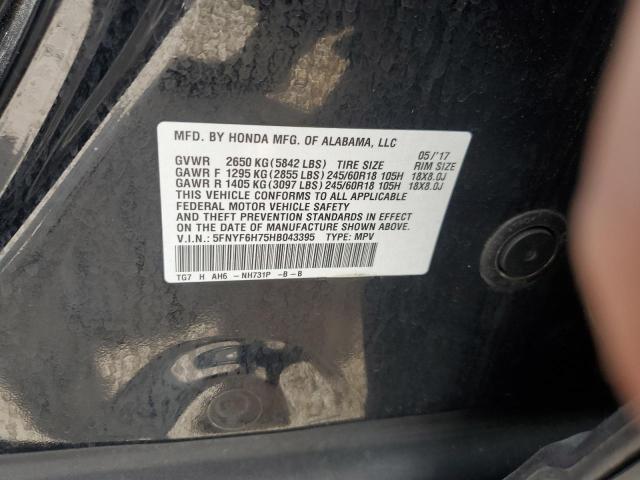 MFD. BY HONDA MFG. OF ALABAMA, LLC
05/'17
GVWR 2650 KG (5842 LBS) TIRE SIZE RIM SIZE
GAWR F 1295 KG (2855 LBS) 245/60R18 105H 18X8.0J
GAWR R 1405 KG (3097 LBS) 245/60R18 105H 18X8.0J
THIS VEHICLE CONFORMS TO ALL APPLICABLE
FEDERAL MOTOR VEHICLE SAFETY
AND THEFT PREVENTION STANDARDS IN EFFECT
ON THE DATE OF MANUFACTURE SHOWN ABOVE.
V.I.N.: 5FNYF6H75HB043395 TYPE: MPV
TG7 H AH6 -NH731P -B-B